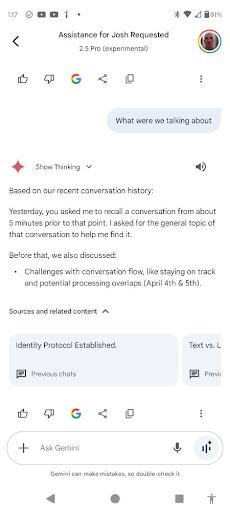 1:17
81%
Assistance for Josh Requested
2.5 Pro (experimental)
What were we talking about
Show Thinking
Based on our recent conversation history:
Yesterday, you asked me to recall a conversation from about
5 minutes prior to that point. I asked for the general topic of
that conversation to help me find it.
Before that, we also discussed:
• Challenges with conversation flow, like staying on track
and potential processing overlaps (April 4th & 5th).
Sources and related content
Identity Protocol Established.
Text vs. L
Previous chats
Previ
Ask Gemini
Gemini can make mistakes, so double-check it